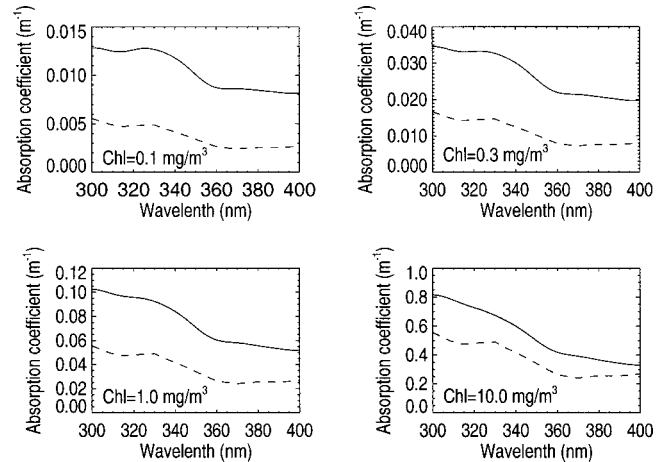 Absorption coefficient (m-1)
0.015
0.010
0.005
0.000
Chl=0.1 mg/m3
300 320 340 360 380 400
Wavelenth (nm)
Absorption coefficient (m-1)
0.040
0.030
0.020
0.010
0.000
Chl=0.3 mg/m3
300 320 340 360 380 400
Wavelenth (nm)
Absorption coefficient (m-1)
0.12
0.10
0.08
0.06
0.04
0.02
0.00
Chl=1.0 mg/m3
300 320 340 360 380 400
Wavelenth (nm)
Absorption coefficient (m-1)
1.0
0.8
0.6
0.4
0.2
0.0
Chl=10.0 mg/m3
300 320 340 360 380 400
Wavelenth (nm)